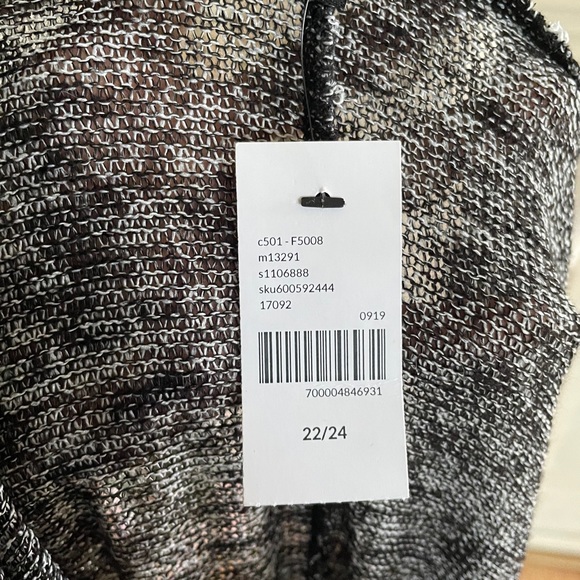 c501 - F5008
m13291
s1106888
sku600592444
17092
0919
700004846931
22/24